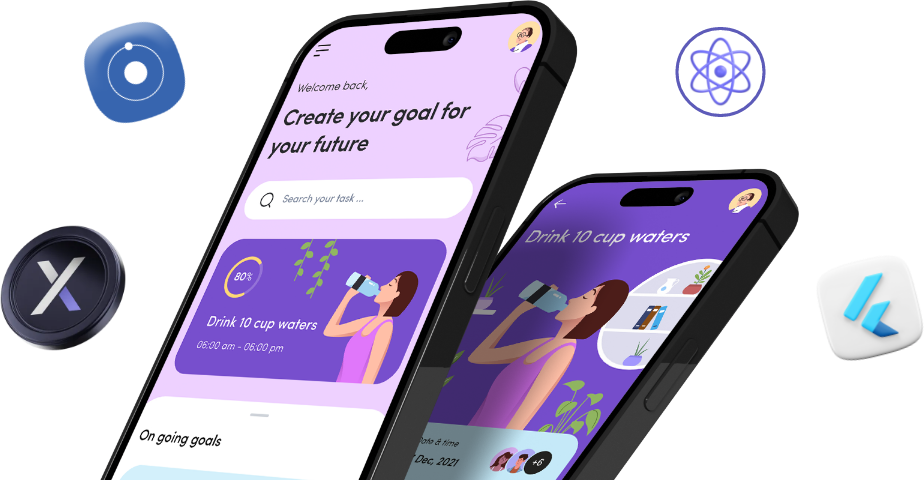 Welcome back,
Create your goal for
your future
Search your task ...
80%
Drink 10 cup waters
06:00 am - 06:00 pm
On going goals
Drink 10 cup waters
& time
Dec, 2021
+6